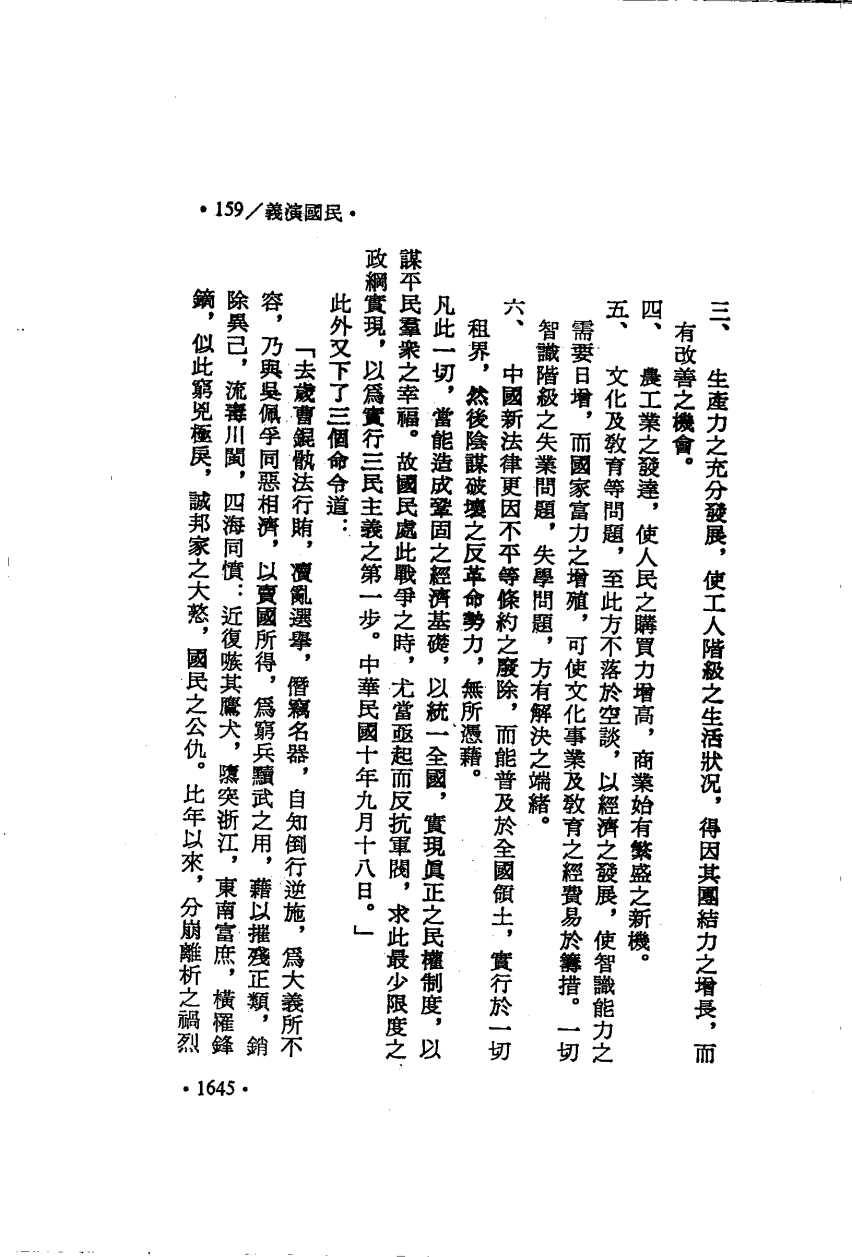 •159／義演國民•
三、　生產力之充分發展，使工人階級之生活狀況，得因其團結力之增長，而
有改善之機會。
四、　農工業之發達，使人民之購買力增高，商業始有繁盛之新機。
五、　文化及敎育等問題，至此方不落於空談，以經濟之發展，使智識能力之
需要日增，而國家富力之增殖，可使文化事業及敎育之經費易於籌措。一切
智識階級之失業問題，失學問題，方有解決之端緒。
六、　中國新法律更因不平等條約之廢除，而能普及於全國領土，實行於一切
租界，然後陰謀破壞之反革命勢力，無所憑藉。
凡此一切，當能造成鞏固之經濟基礎，以統一全國，實現眞正之民權制度，以
謀平民羣衆之幸福。故國民處此戰爭之時，尤當亟起而反抗軍閥，求此最少限度之
政綱實現，以爲實行三民主義之第一步。中華民國十年九月十八日。」
此外又下了三個命令道：
「去歲曹錕骩法行賄，瀆亂選舉，僭竊名器，自知倒行逆施，爲大義所不
容，乃與吳佩孚同惡相濟，以賣國所得，爲窮兵黷武之用，藉以摧殘正類，銷
除異己，流毒川閩，四海同憤；近復嗾其鷹犬，隳突浙江，東南富庶，橫罹鋒
鏑，似此窮兇極戾，誠邦家之大憝，國民之公仇。比年以來，分崩離析之禍烈
•1645•